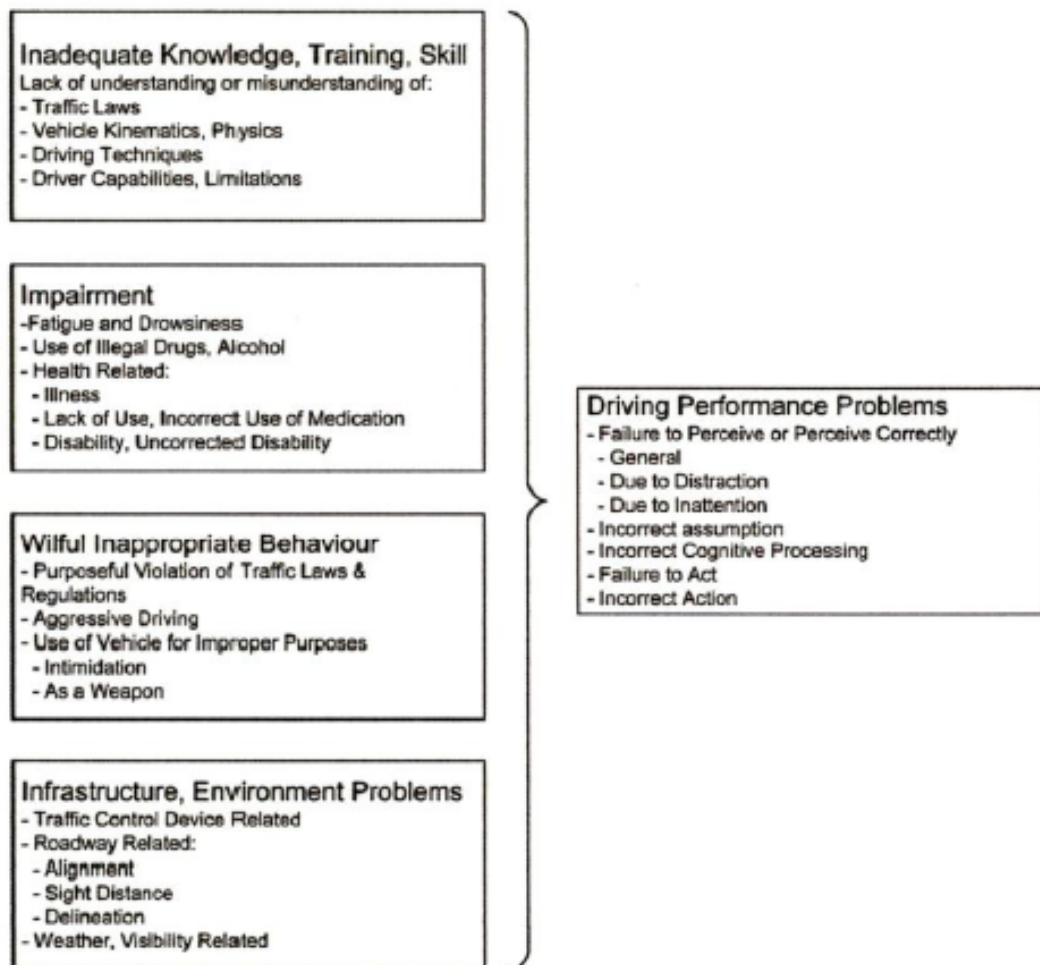 Inadequate Knowledge, Training, Skill
Lack of understanding or misunderstanding of:
- Traffic Laws
- Vehicle Kinematics, Physics
- Driving Techniques
- Driver Capabilities, Limitations
Impairment
-Fatigue and Drowsiness
- Use of Illegal Drugs, Alcohol
- Health Related:
- Illness
- Lack of Use, Incorrect Use of Medication
- Disability, Uncorrected Disability
Wilful Inappropriate Behaviour
- Purposeful Violation of Traffic Laws &
Regulations
- Aggressive Driving
- Use of Vehicle for Improper Purposes
- Intimidation
- As a Weapon
Infrastructure, Environment Problems
- Traffic Control Device Related
- Roadway Related:
- Alignment
- Sight Distance
- Delineation
- Weather, Visibility Related
Driving Performance Problems
- Failure to Perceive or Perceive Correctly
- General
- Due to Distraction
- Due to Inattention
- Incorrect assumption
- Incorrect Cognitive Processing
- Failure to Act
- Incorrect Action